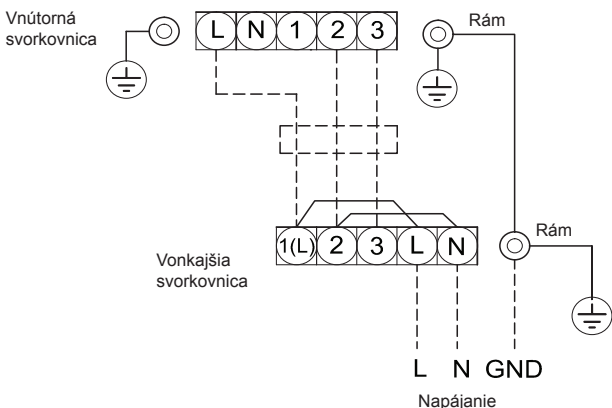 Vnútorná
svorkovnica
L N 1 2 3
Rám
1(L) 2 3 L N
Rám
Vonkajšia
svorkovnica
L N GND
Napájanie